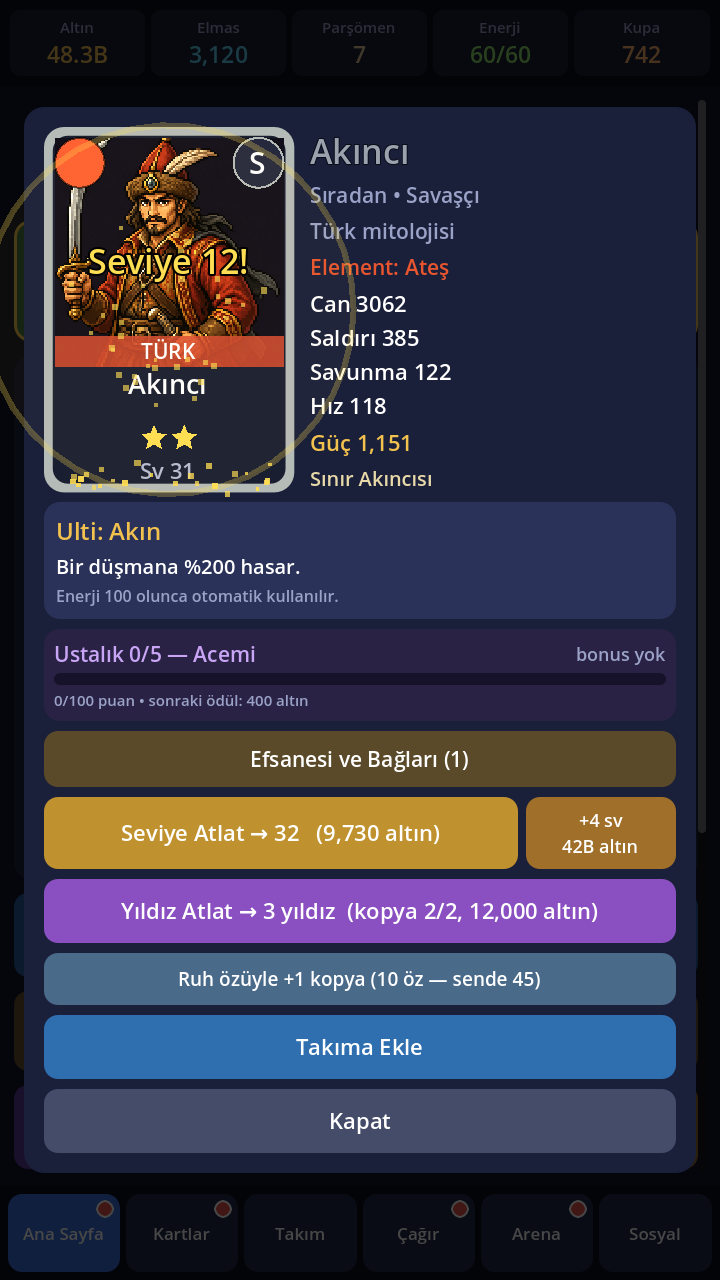 Altın
48.3B
Elmas
3,120
Parşömen
7
Enerji
60/60
Kupa
742
S
Seviye 12!
TÜRK
Akıncı
Sv 31
Akıncı
Sıradan • Savaşçı
Türk mitolojisi
Element: Ateş
Can 3062
Saldırı 385
Savunma 122
Hız 118
Güç 1,151
Sınır Akıncısı
Ulti: Akın
Bir düşmana %200 hasar.
Enerji 100 olunca otomatik kullanılır.
Ustalık 0/5 — Acemi
bonus yok
0/100 puan • sonraki ödül: 400 altın
Efsanesi ve Bağları (1)
Seviye Atlat → 32 (9,730 altın)
+4 sv
42B altın
Yıldız Atlat → 3 yıldız (kopya 2/2, 12,000 altın)
Ruh özüyle +1 kopya (10 öz — sende 45)
Takıma Ekle
Kapat
Ana Sayfa
Kartlar
Takım
Çağır
Arena
Sosyal